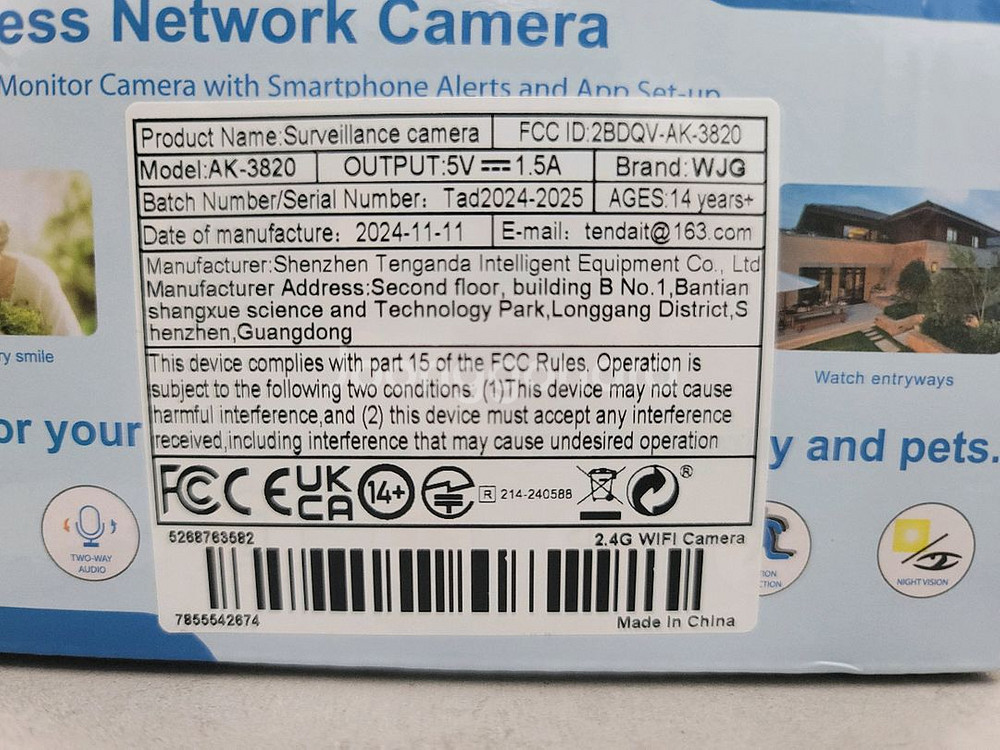 ess Network Camera
Monitor Camera with Smartphone Alerts and App Set-up
Product Name:Surveillance camera FCC ID:2BDQV-AK-3820
Model:AK-3820 OUTPUT:5V 1.5A Brand:WJG
Batch Number/Serial Number: Tad2024-2025 AGES:14 years+
Date of manufacture: 2024-11-11 E-mail: tendait@163.com
Manufacturer:Shenzhen Tenganda Intelligent Equipment Co., Ltd
Manufacturer Address:Second floor, building B No.1,Bantian
shangxue science and Technology Park,Longgang District,S
henzhen,Guangdong
This device complies with part 15 of the FCC Rules, Operation is
subject to the following two conditions, (1)This device may not cause
harmful interference,and (2) this device must accept any interference
received,including interference that may cause undesired operation
FCC CE UK CA 14+ R 214-240588 ®
5268763582 2.4G WIFI Camera
7855542674 Made In China
ry smile
Watch entryways
or your
y and pets.
TWO-WAY
AUDIO
ION
CTION
NIGHT VISION